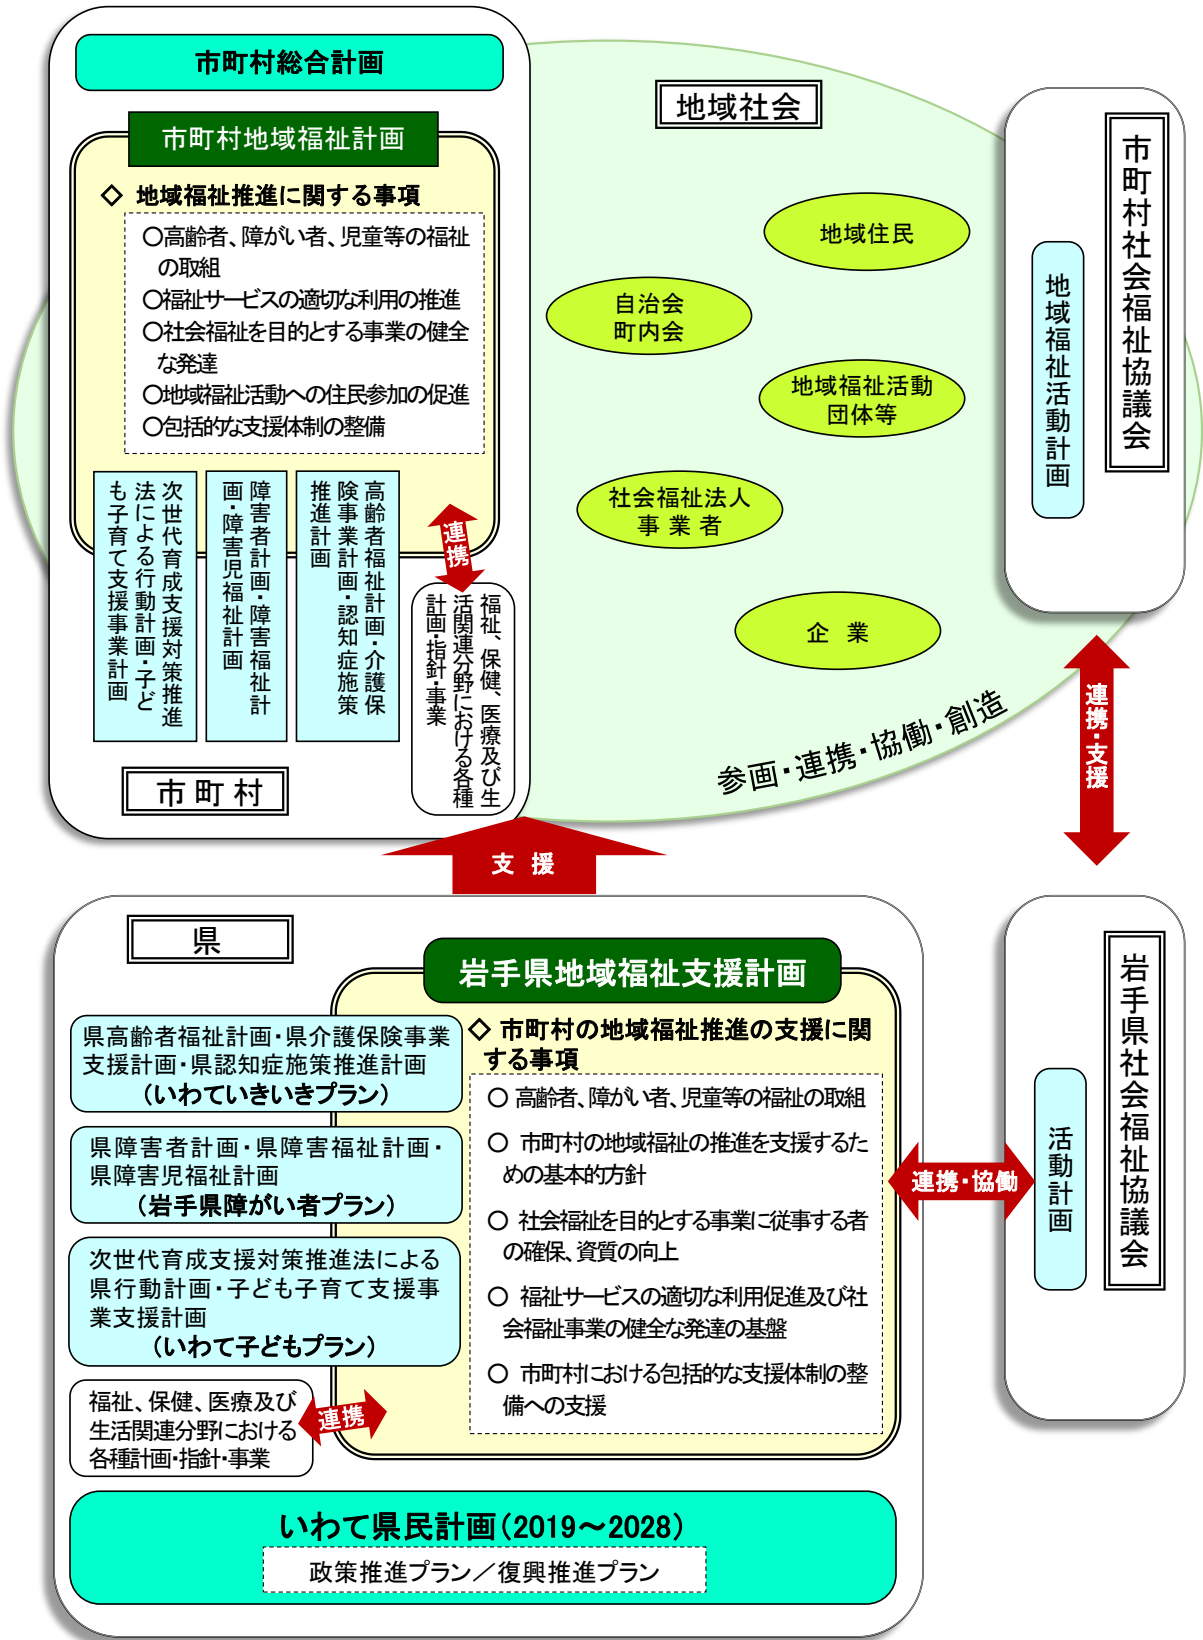 市町村総合計画
市町村地域福祉計画
◇ 地域福祉推進に関する事項
〇高齢者、障がい者、児童等の福祉
の取組
〇福祉サービスの適切な利用の推進
〇社会福祉を目的とする事業の健全
な発達
〇地域福祉活動への住民参加の促進
〇包括的な支援体制の整備
次世代育成支援対策推進
法による行動計画・子ど
も子育て支援事業計画
障害者計画・障害福祉計
画・障害児福祉計画
高齢者福祉計画・介護保
険事業計画・認知症施策
推進計画
連携
福祉、保健、医療及び生
活関連分野における各種
計画・指針・事業
市町村
地域社会
地域住民
自治会
町内会
地域福祉活動
団体等
社会福祉法人
事業者
企業
参画・連携・協働・創造
市町村社会福祉協議会
地域福祉活動計画
連携・支援
支援
県
岩手県地域福祉支援計画
県高齢者福祉計画・県介護保険事業
支援計画・県認知症施策推進計画
（いわていきいきプラン）
県障害者計画・県障害福祉計画・
県障害児福祉計画
（岩手県障がい者プラン）
次世代育成支援対策推進法による
県行動計画・子ども子育て支援事
業支援計画
（いわて子どもプラン）
福祉、保健、医療及び
生活関連分野における
各種計画・指針・事業
連携
◇ 市町村の地域福祉推進の支援に関
する事項
〇 高齢者、障がい者、児童等の福祉の取組
〇 市町村の地域福祉の推進を支援するた
めの基本的方針
〇 社会福祉を目的とする事業に従事する者
の確保、資質の向上
〇 福祉サービスの適切な利用促進及び社
会福祉事業の健全な発達の基盤
〇 市町村における包括的な支援体制の整
備への支援
連携・協働
岩手県社会福祉協議会
活動計画
いわて県民計画（2019～2028）
政策推進プラン／復興推進プラン